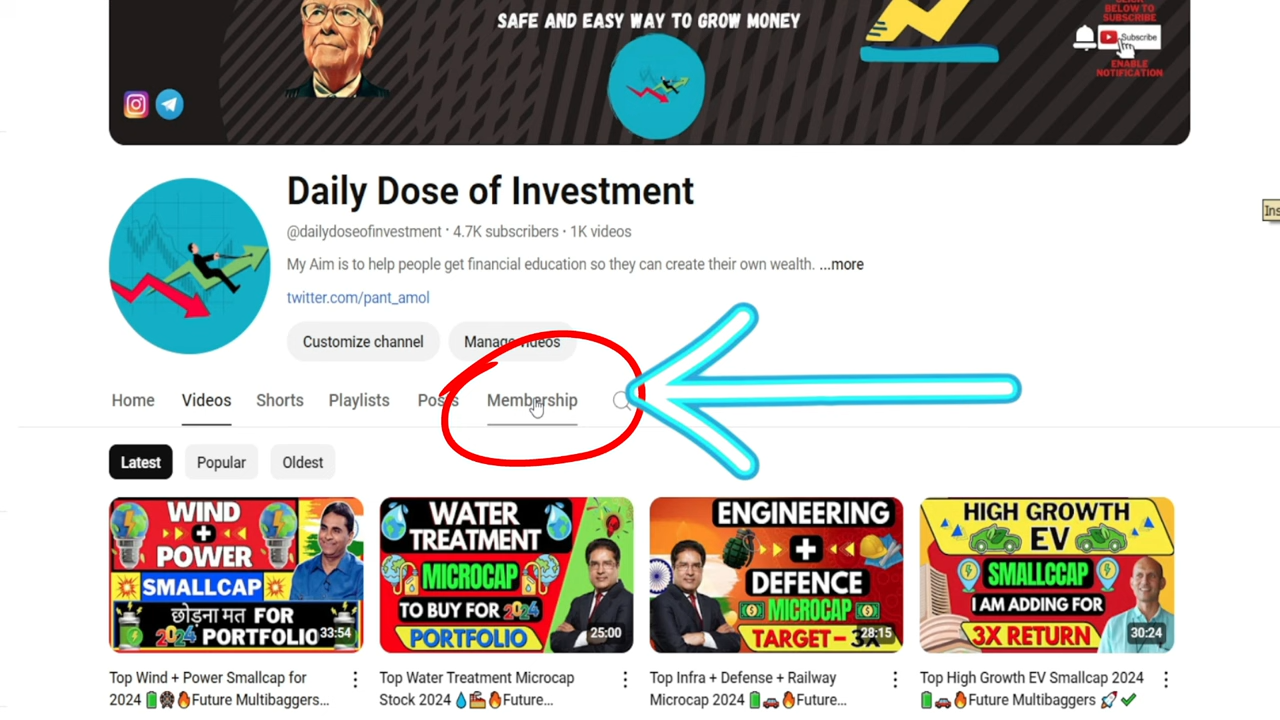 SAFE AND EASY WAY TO GROW MONEY
BELOW TO
SUBSCRIBE
Subscribe
ENABLE
NOTIFICATION
Daily Dose of Investment
@dailydoseofinvestment · 4.7K subscribers · 1K videos
My Aim is to help people get financial education so they can create their own wealth. ...more
twitter.com/pant_amol
Customize channel
Manage videos
Home
Videos
Shorts
Playlists
Posts
Membership
Latest
Popular
Oldest
WIND
+
POWER
SMALLCAP
छोड़ना मत FOR
2024 PORTFOLIO
33:54
WATER
TREATMENT
MICROCAP
TO BUY FOR 2024
PORTFOLIO
25:00
ENGINEERING
+
DEFENCE
MICROCAP
TARGET- 3X
28:15
HIGH GROWTH
EV
SMALLCCAP
I AM ADDING FOR
3X RETURN
30:24
Top Wind + Power Smallcap for
2024 🔋🛞🔥Future Multibaggers...
Top Water Treatment Microcap
Stock 2024 💧🏭🔥Future...
Top Infra + Defense + Railway
Microcap 2024 🔋🚗🔥Future...
Top High Growth EV Smallcap 2024
🔋🚗🔥Future Multibaggers 🚀✅